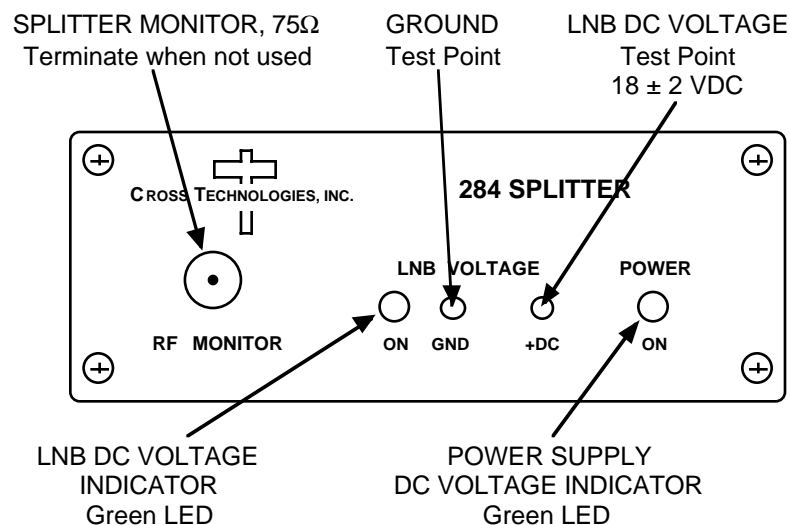 SPLITTER MONITOR, 75Ω
Terminate when not used
GROUND
Test Point
LNB DC VOLTAGE
Test Point
18 ± 2 VDC
CROSS TECHNOLOGIES, INC.
284 SPLITTER
LNB VOLTAGE
POWER
RF MONITOR
ON
GND
+DC
ON
LNB DC VOLTAGE
INDICATOR
Green LED
POWER SUPPLY
DC VOLTAGE INDICATOR
Green LED